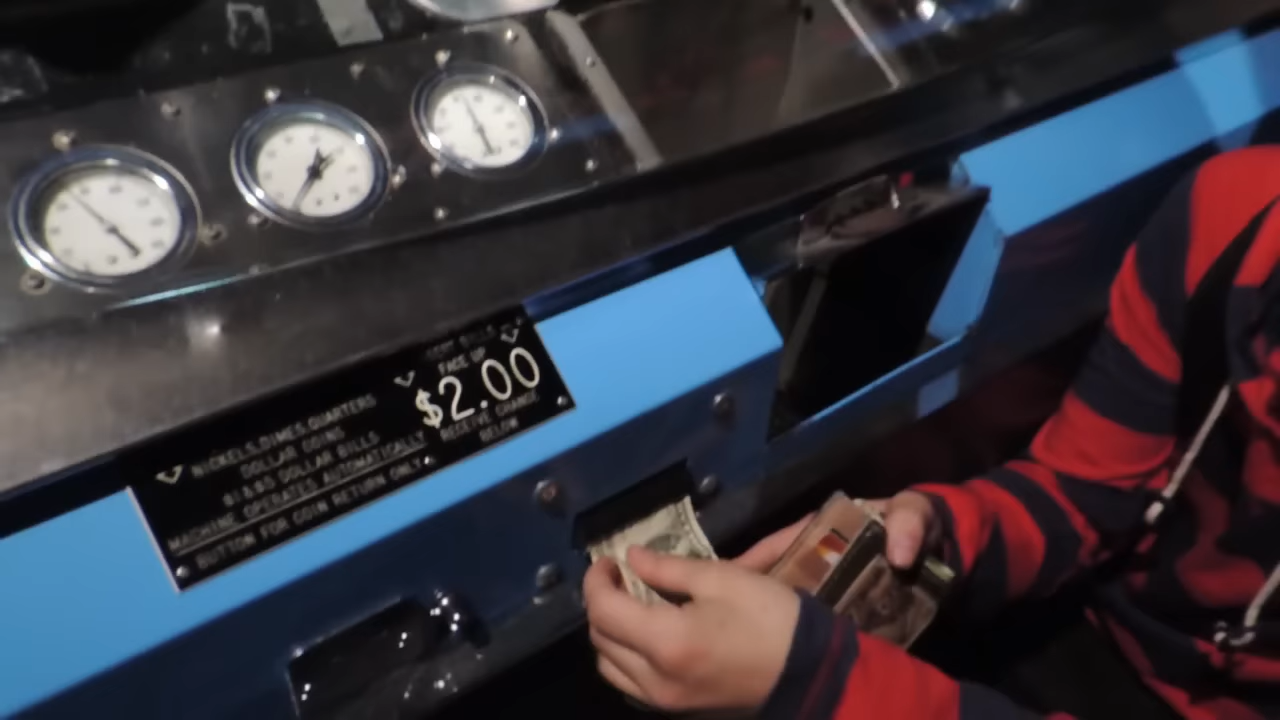 NICKELS, DIMES, QUARTERS
DOLLAR COINS
$1 & $5 DOLLAR BILLS
MACHINE OPERATES AUTOMATICALLY
BUTTON FOR COIN RETURN ONLY
FACE UP
$2.00
RECEIVE CHANGE
BELOW